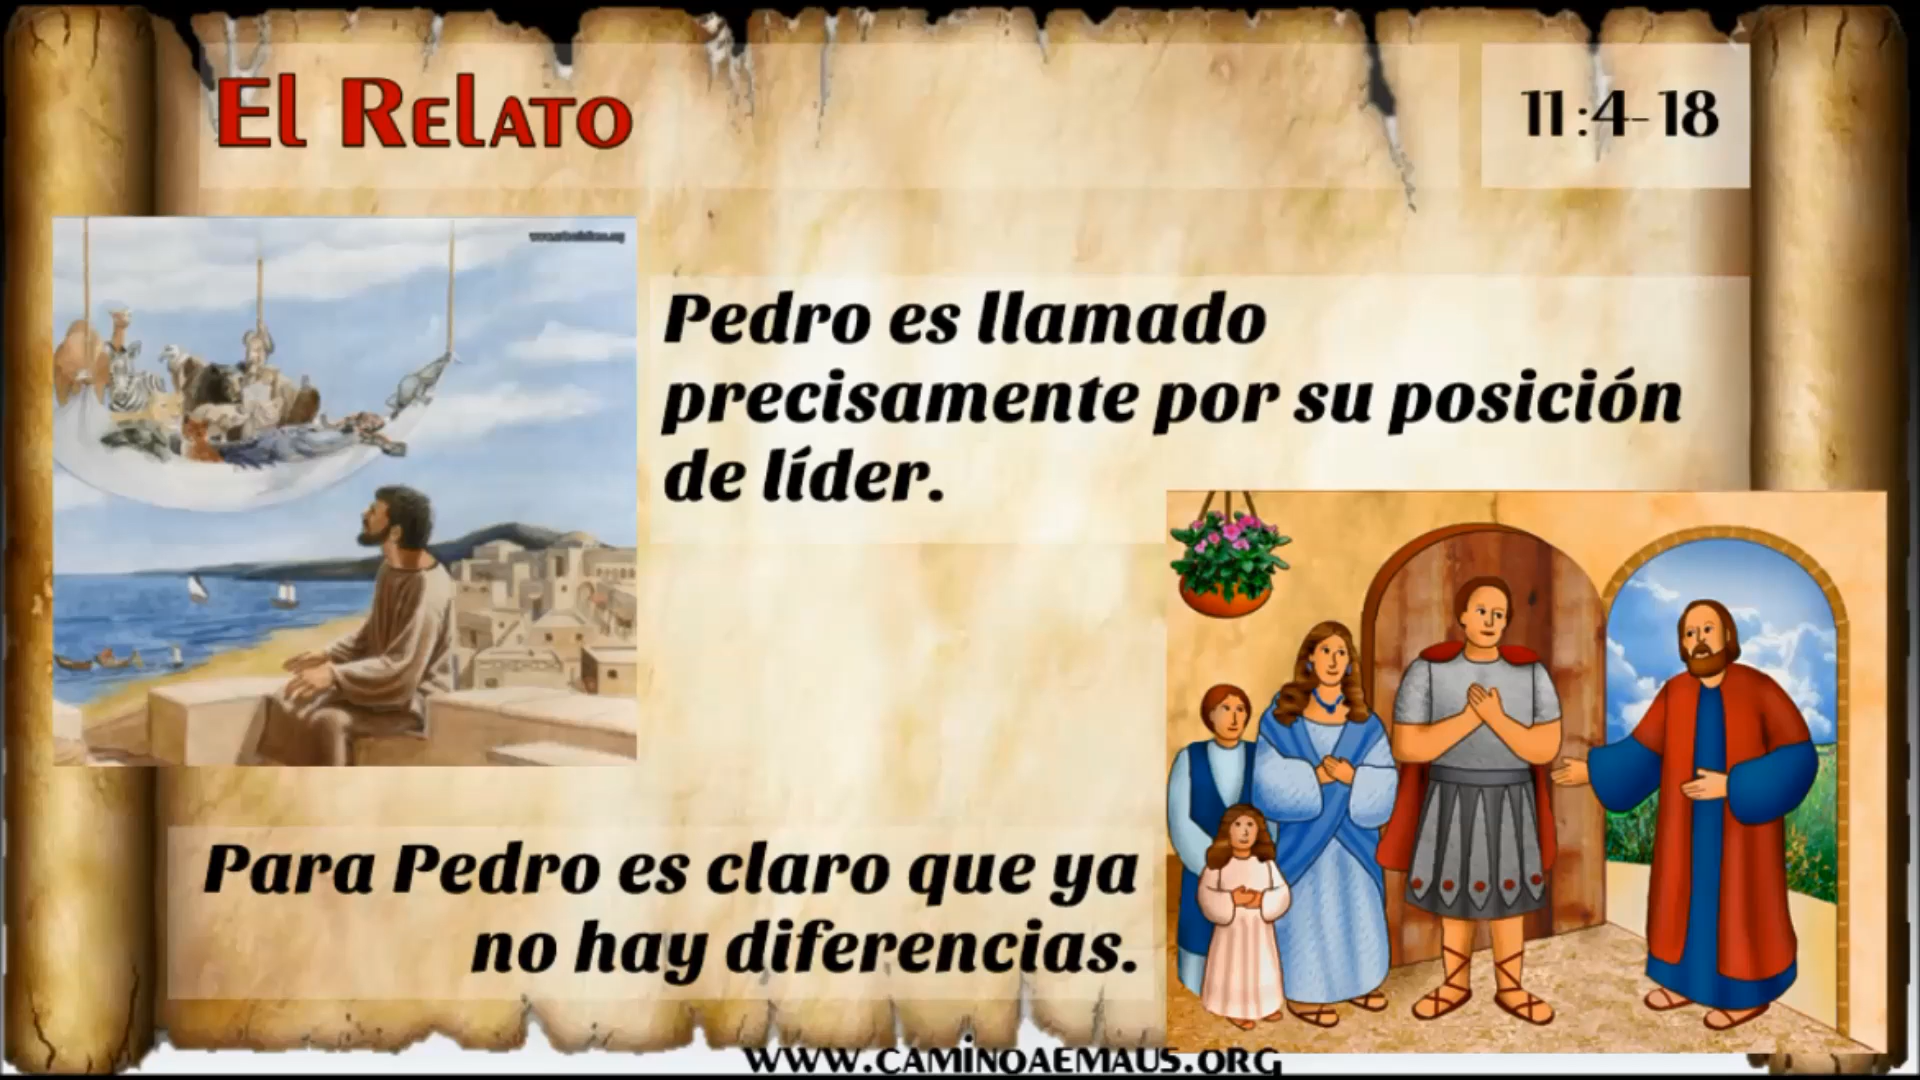 El Relato
11:4-18
Pedro es llamado
precisamente por su posición
de líder.
Para Pedro es claro que ya
no hay diferencias.
www.caminoaemaus.org